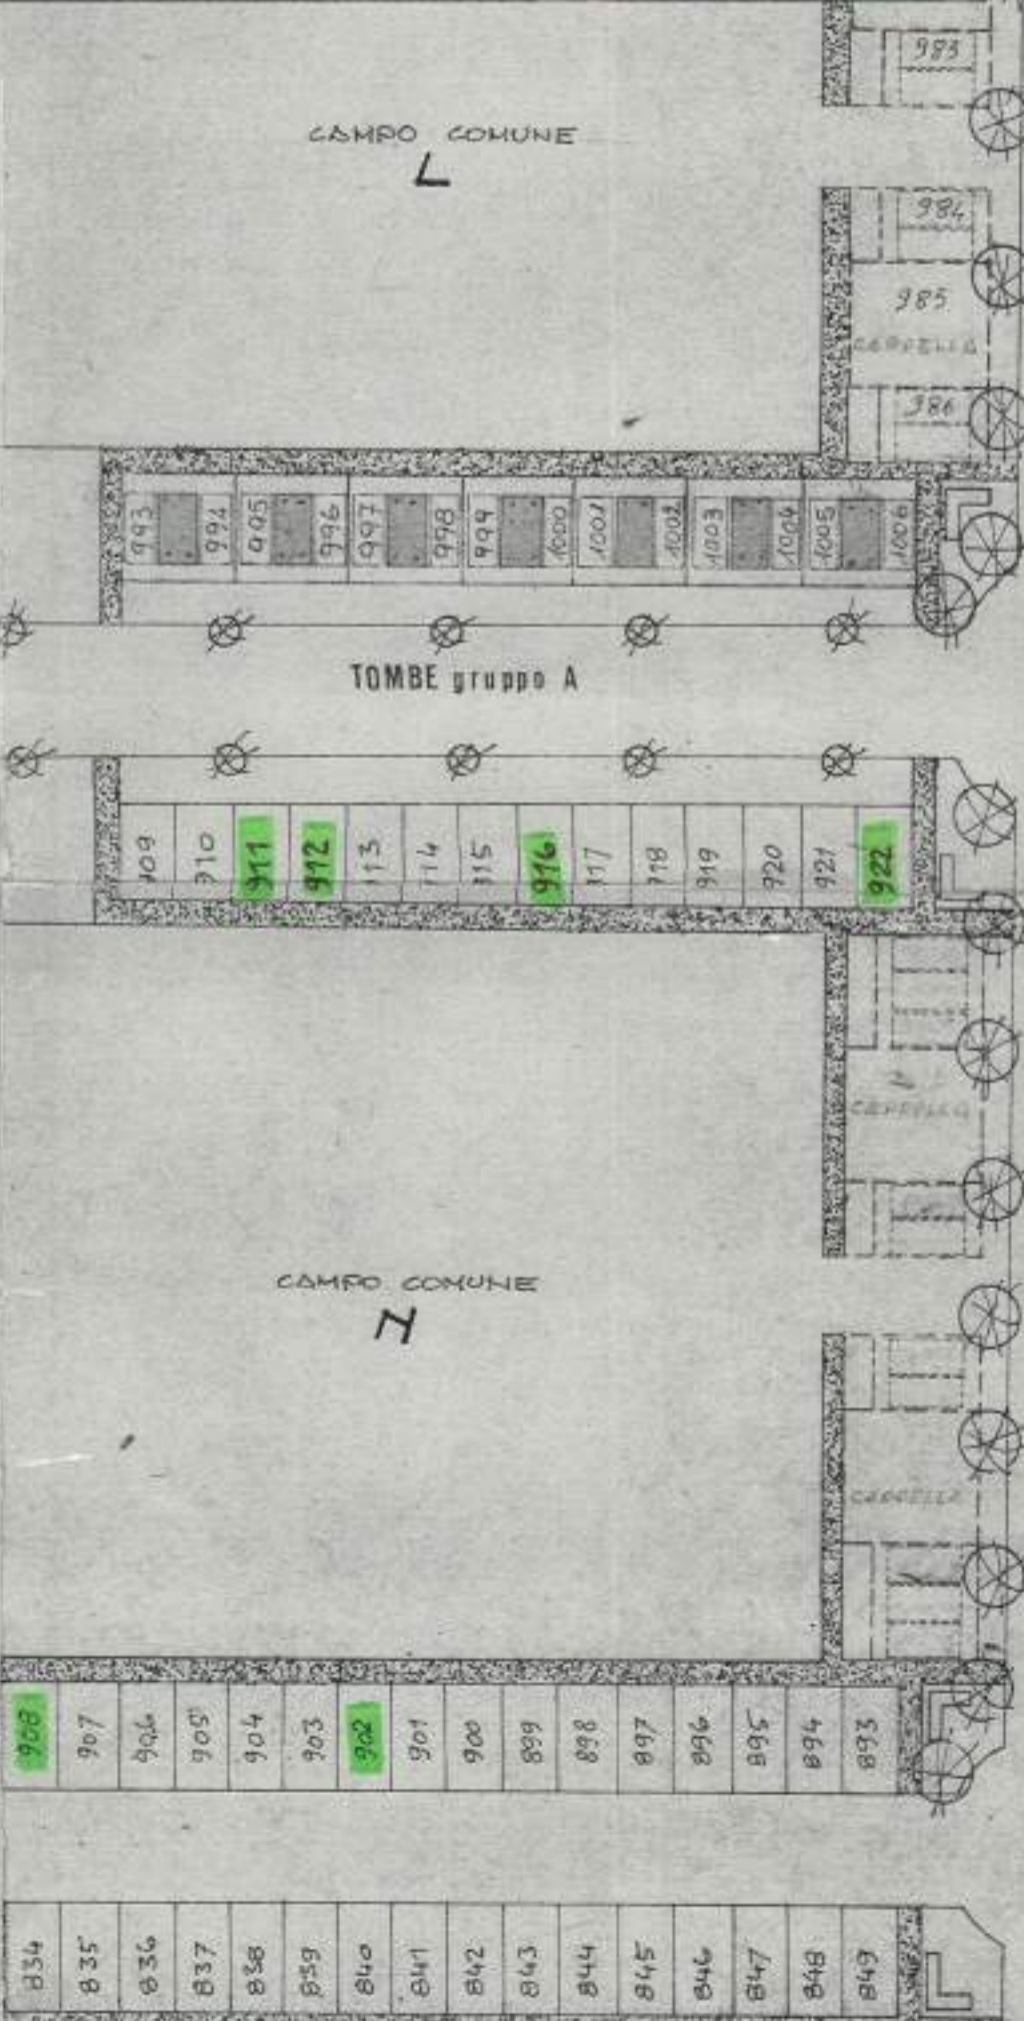 983
CAMPO COMUNE
L
984
985
CAPPELLA
986
993 994 995 996 997 998 999 1000 1001 1002 1003 1004 1005 1006
TOMBE gruppo A
909 910 911 912 913 914 915 916 917 918 919 920 921 922
CAPPELLA
CAMPO COMUNE
N
CAPPELLA
908 907 906 905 904 903 902 901 900 899 898 897 896 895 894 893
834 835 836 837 838 839 840 841 842 843 844 845 846 847 848 849